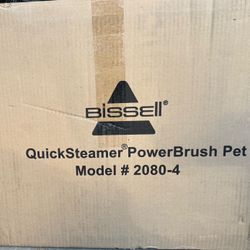 BISSELL®
QuickSteamer® PowerBrush Pet
Model # 2080-4